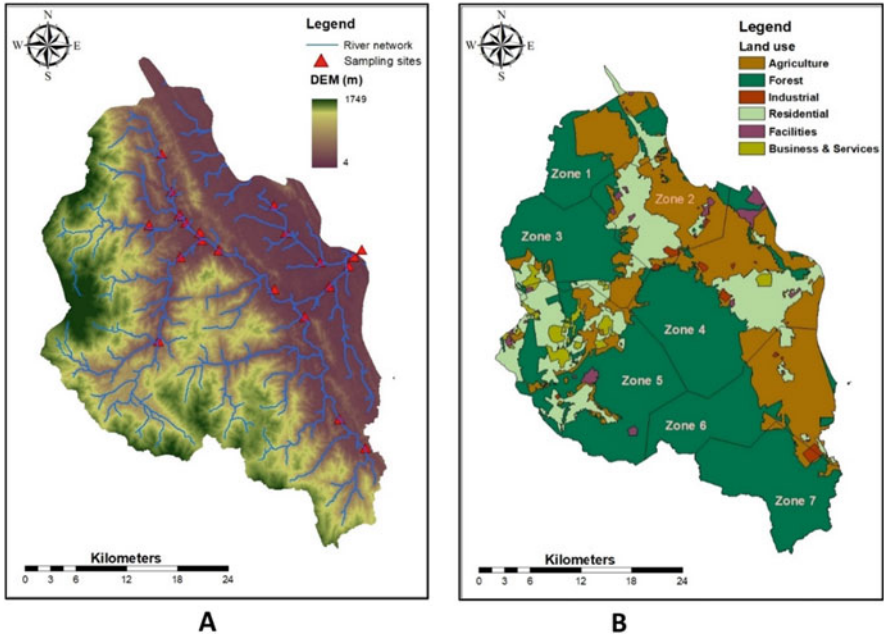 N
W E
S
Legend
River network
Sampling sites
DEM (m)
1749
4
Kilometers
0 3 6 12 18 24
A
N
W E
S
Legend
Land use
Agriculture
Forest
Industrial
Residential
Facilities
Business & Services
Zone 1
Zone 2
Zone 3
Zone 4
Zone 5
Zone 6
Zone 7
Kilometers
0 3 6 12 18 24
B